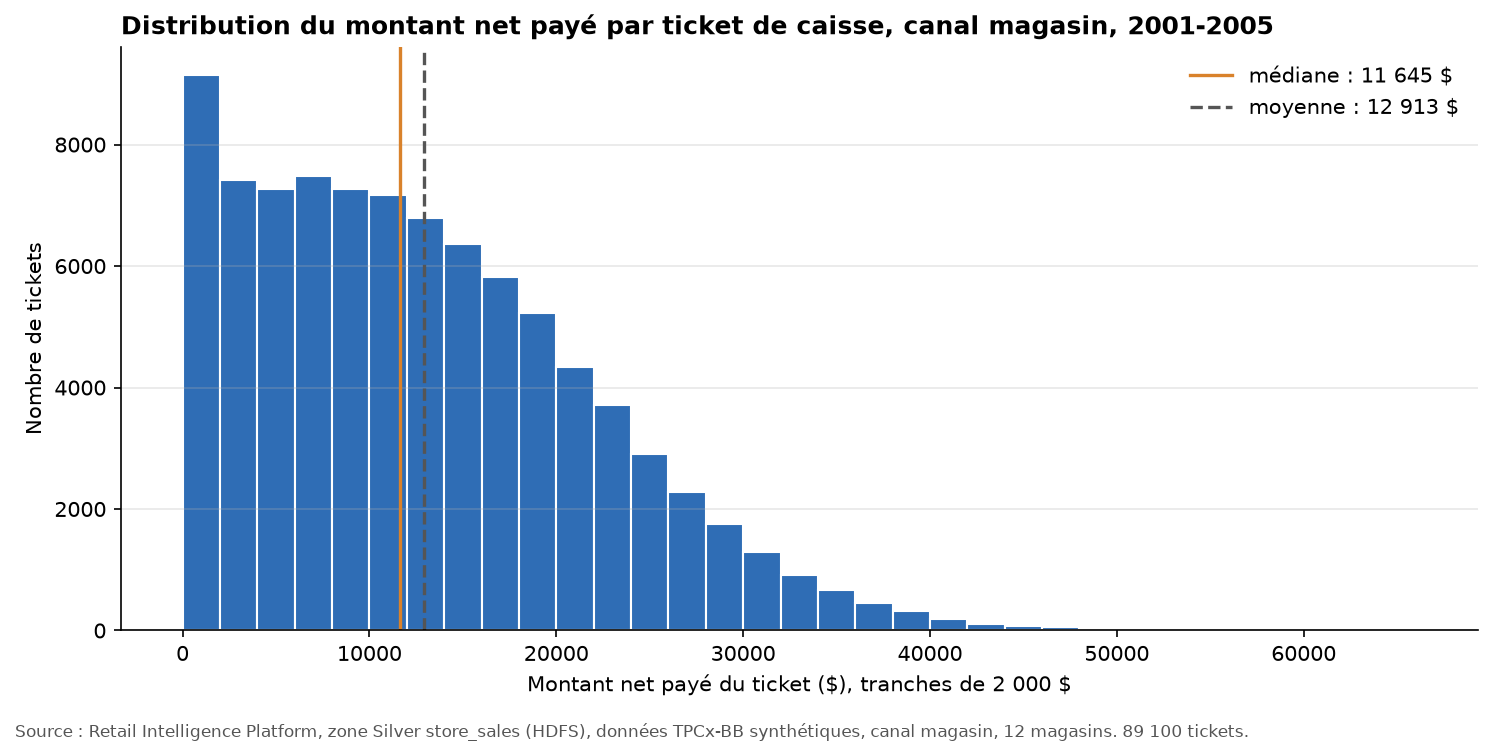 Distribution du montant net payé par ticket de caisse, canal magasin, 2001-2005
médiane : 11 645 $
moyenne : 12 913 $
Nombre de tickets
8000
6000
4000
2000
0
0 10000 20000 30000 40000 50000 60000
Montant net payé du ticket ($), tranches de 2 000 $
Source : Retail Intelligence Platform, zone Silver store_sales (HDFS), données TPCx-BB synthétiques, canal magasin, 12 magasins. 89 100 tickets.